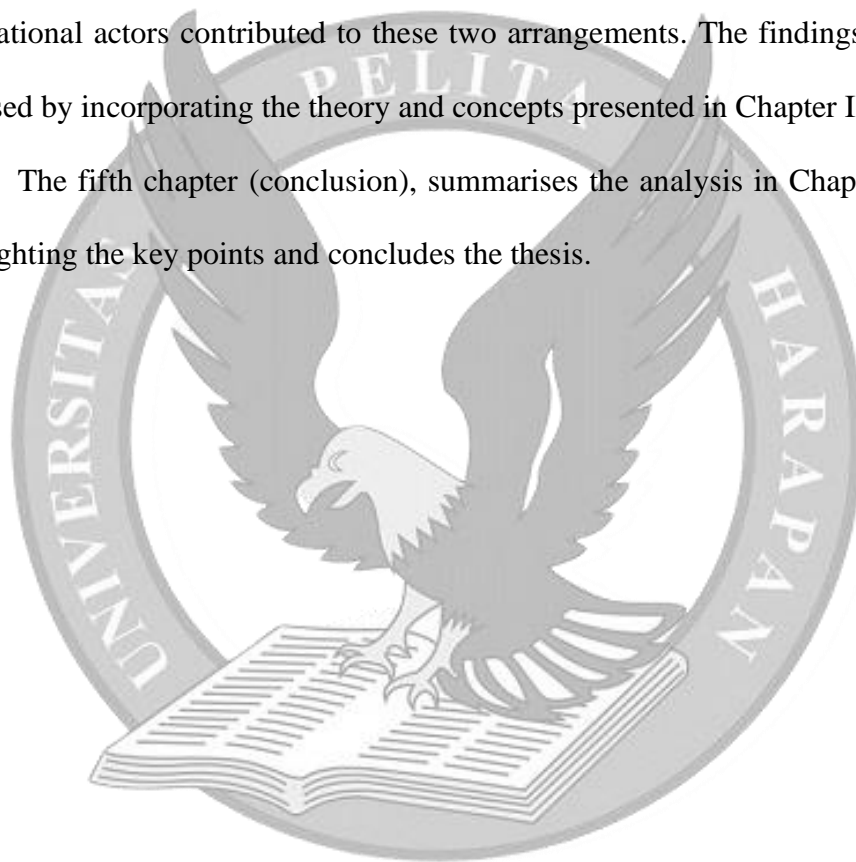 ational actors contributed to these two arrangements. The findings
sed by incorporating the theory and concepts presented in Chapter I
The fifth chapter (conclusion), summarises the analysis in Chap
ghting the key points and concludes the thesis.
UNIVERSITAS PELITA HARAPAN